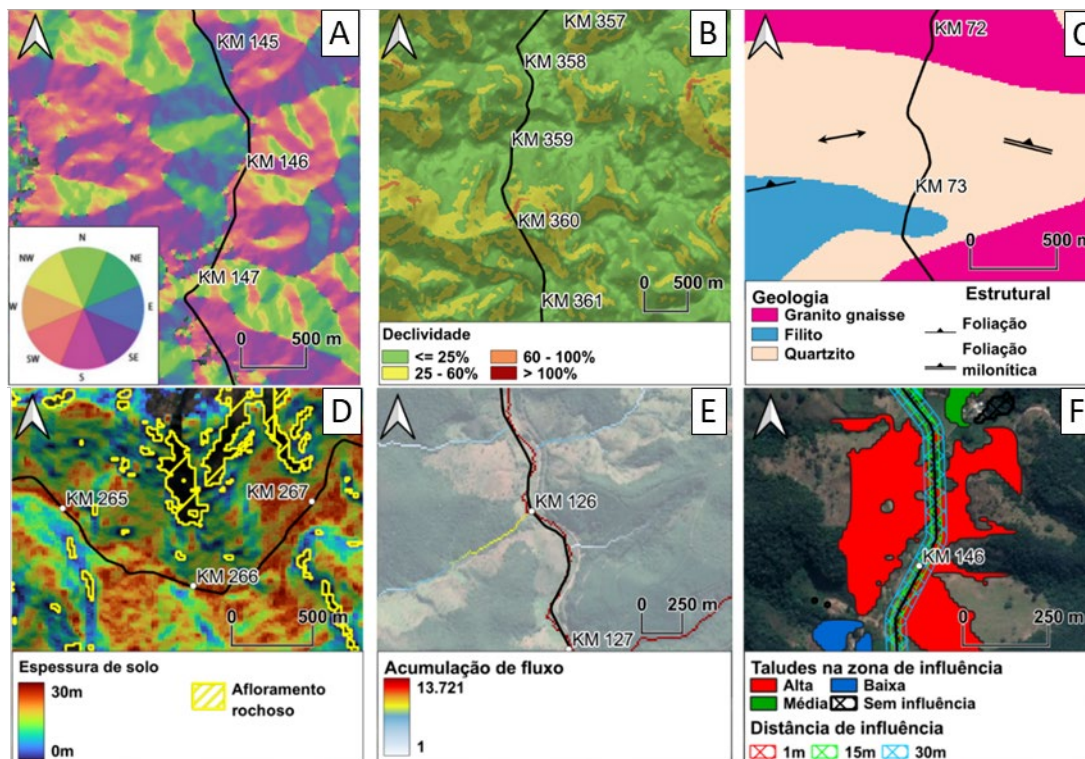 A
KM 145
KM 146
KM 147
N
NE
E
SE
S
SW
W
NW
0 500 m
B
KM 357
KM 358
KM 359
KM 360
KM 361
0 500 m
Declividade
<= 25%
60 - 100%
25 - 60%
> 100%
C
KM 72
KM 73
0 500 m
Geologia
Granito gnaisse
Filito
Quartzito
Estrutural
Foliação
Foliação
milonítica
D
KM 265
KM 267
KM 266
0 500 m
Espessura de solo
30m
0m
Afloramento
rochoso
E
KM 126
0 250 m
KM 127
Acumulação de fluxo
13.721
1
F
KM 146
0 250 m
Taludes na zona de influência
Alta
Baixa
Média
Sem influência
Distância de influência
1m
15m
30m